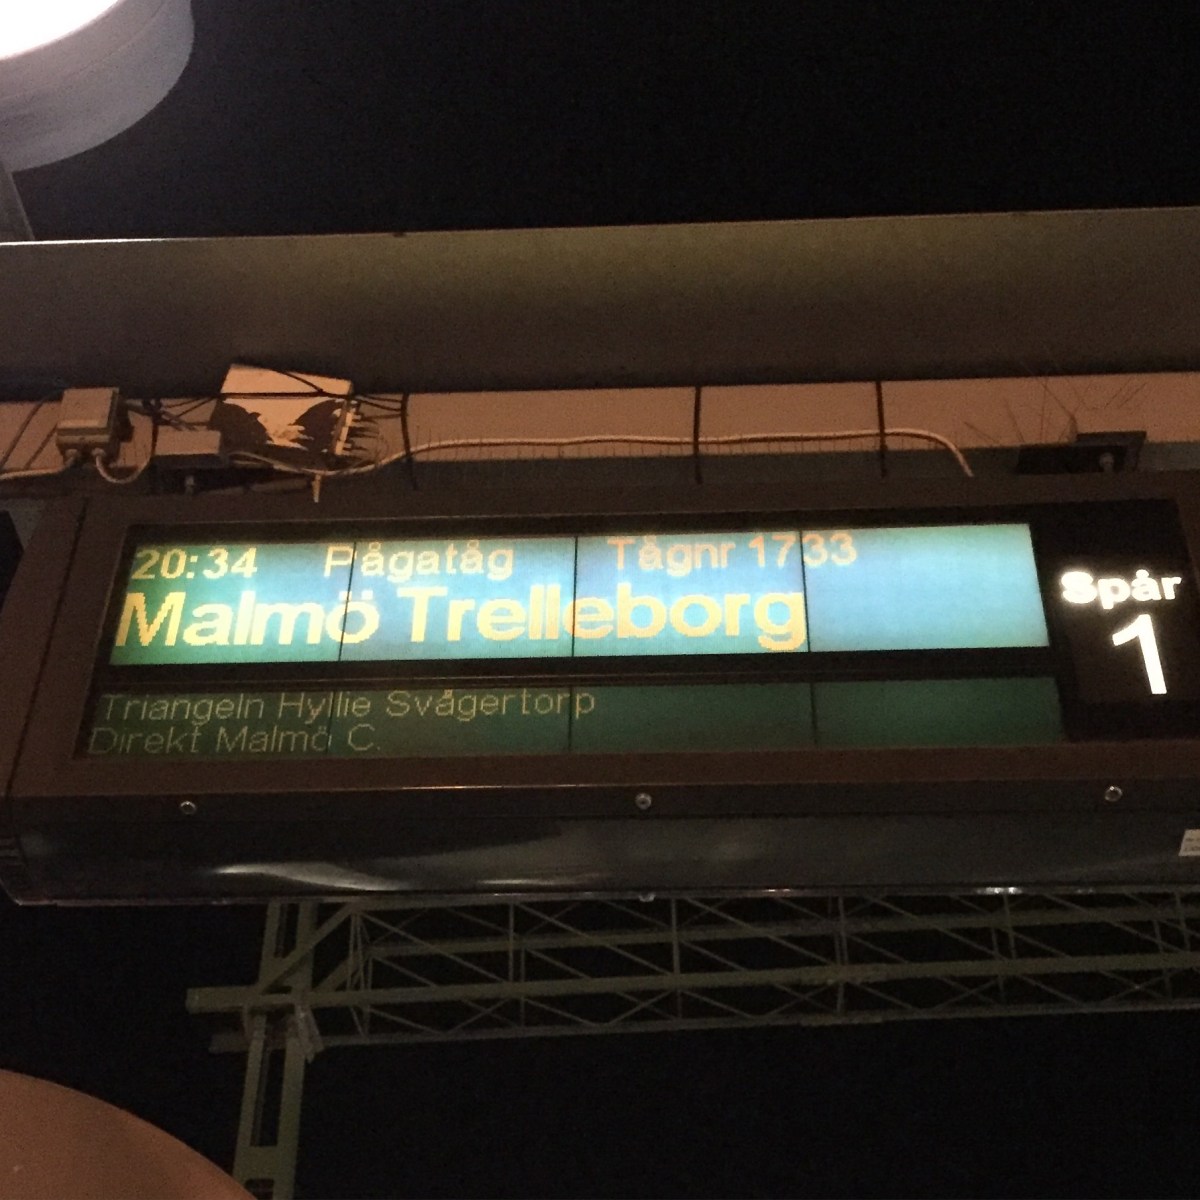 20:34 Pågatåg Tågnr 1733
Malmö Trelleborg
Triangeln Hyllie Svågertorp
Direkt Malmö C.
Spår
1